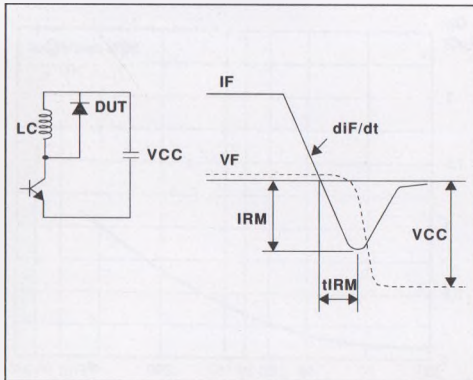 IF
DUT
LC
diF/dt
VCC
VF
IRM
VCC
tIRM